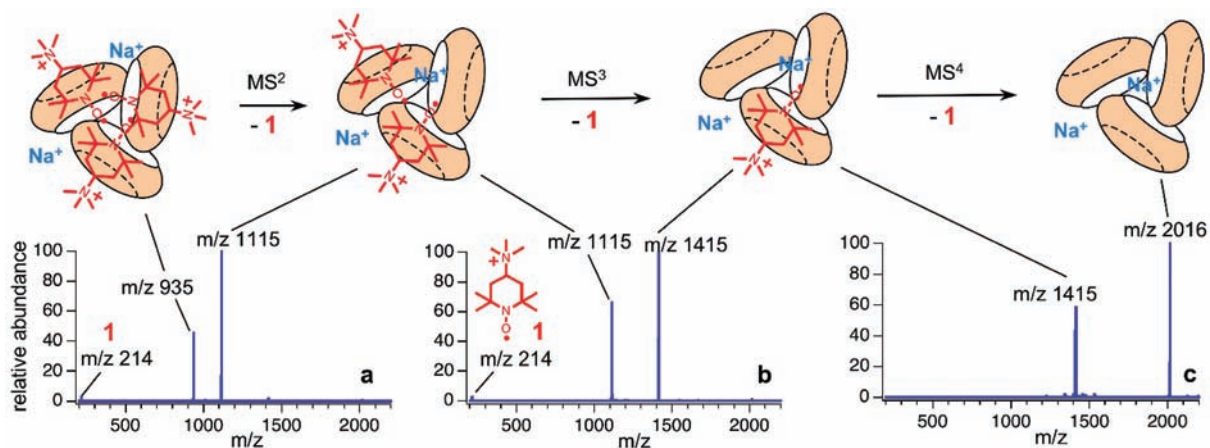 Na⁺
Na⁺
N
+
N
+
N
+
N
O
N
O
N
O
MS²
- 1
Na⁺
Na⁺
N
+
N
+
N
O
N
O
MS³
- 1
Na⁺
Na⁺
N
+
N
O
MS⁴
- 1
Na⁺
Na⁺
relative abundance
100
80
60
40
20
0
m/z 1115
m/z 935
1
m/z 214
a
500 1000 1500 2000
m/z
100
80
60
40
20
0
N
+
N
O
1
m/z 214
m/z 1115
m/z 1415
b
500 1000 1500 2000
m/z
100
80
60
40
20
0
m/z 2016
m/z 1415
c
500 1000 1500 2000
m/z